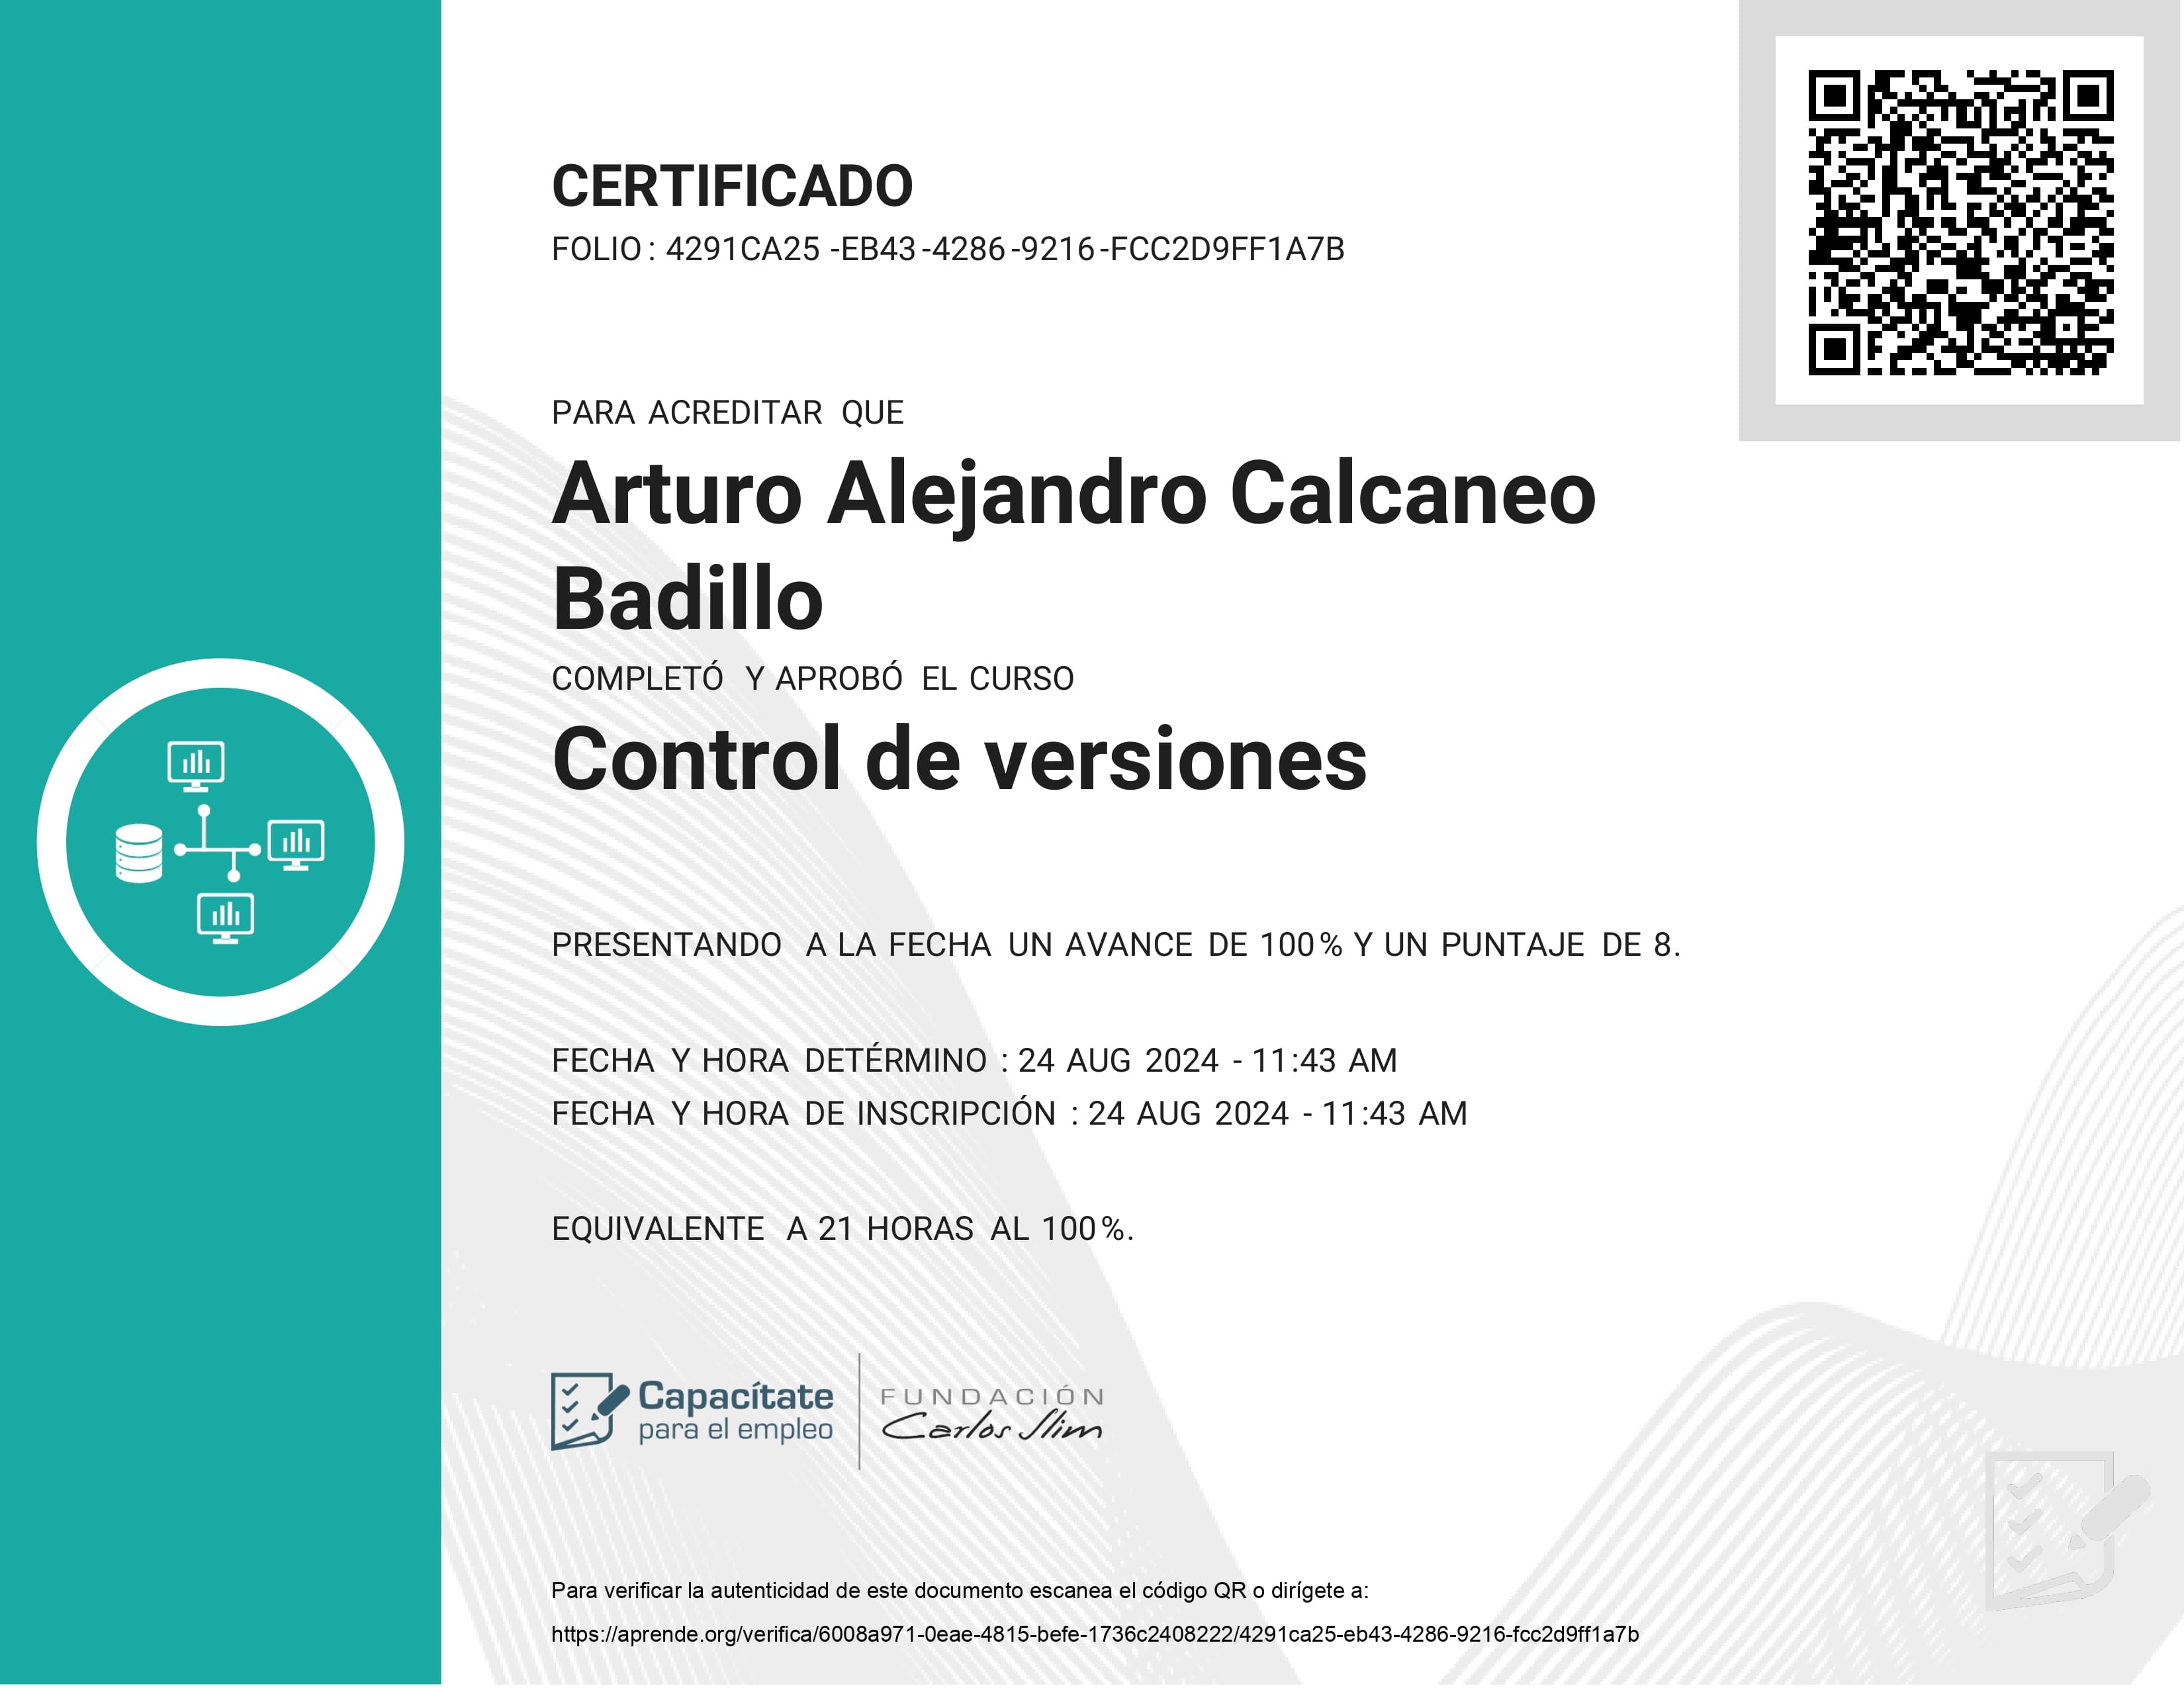 CERTIFICADO
FOLIO: 4291CA25-EB43-4286-9216-FCC2D9FF1A7B
PARA ACREDITAR QUE
Arturo Alejandro Calcaneo
Badillo
COMPLETÓ Y APROBÓ EL CURSO
Control de versiones
PRESENTANDO A LA FECHA UN AVANCE DE 100% Y UN PUNTAJE DE 8.
FECHA Y HORA DETÉRMINO : 24 AUG 2024 - 11:43 AM
FECHA Y HORA DE INSCRIPCIÓN : 24 AUG 2024 - 11:43 AM
EQUIVALENTE A 21 HORAS AL 100%.
Capacítate
para el empleo
FUNDACIÓN
Carlos Slim
Para verificar la autenticidad de este documento escanea el código QR o dirígete a:
https://aprende.org/verifica/6008a971-0eae-4815-befe-1736c2408222/4291ca25-eb43-4286-9216-fcc2d9ff1a7b